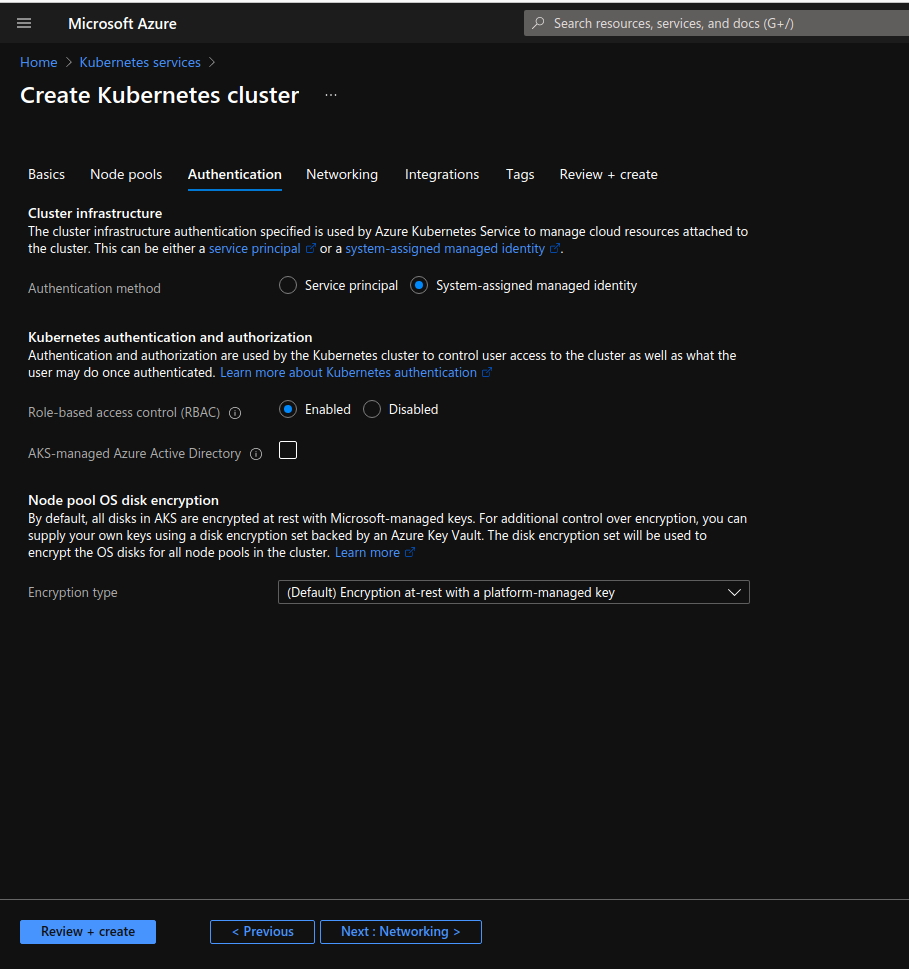 Microsoft Azure
Search resources, services, and docs (G+/)
Home > Kubernetes services >
Create Kubernetes cluster ...
Basics Node pools Authentication Networking Integrations Tags Review + create
Cluster infrastructure
The cluster infrastructure authentication specified is used by Azure Kubernetes Service to manage cloud resources attached to
the cluster. This can be either a service principal or a system-assigned managed identity .
Authentication method Service principal System-assigned managed identity
Kubernetes authentication and authorization
Authentication and authorization are used by the Kubernetes cluster to control user access to the cluster as well as what the
user may do once authenticated. Learn more about Kubernetes authentication
Role-based access control (RBAC) Enabled Disabled
AKS-managed Azure Active Directory
Node pool OS disk encryption
By default, all disks in AKS are encrypted at rest with Microsoft-managed keys. For additional control over encryption, you can
supply your own keys using a disk encryption set backed by an Azure Key Vault. The disk encryption set will be used to
encrypt the OS disks for all node pools in the cluster. Learn more
Encryption type (Default) Encryption at-rest with a platform-managed key
Review + create < Previous Next : Networking >